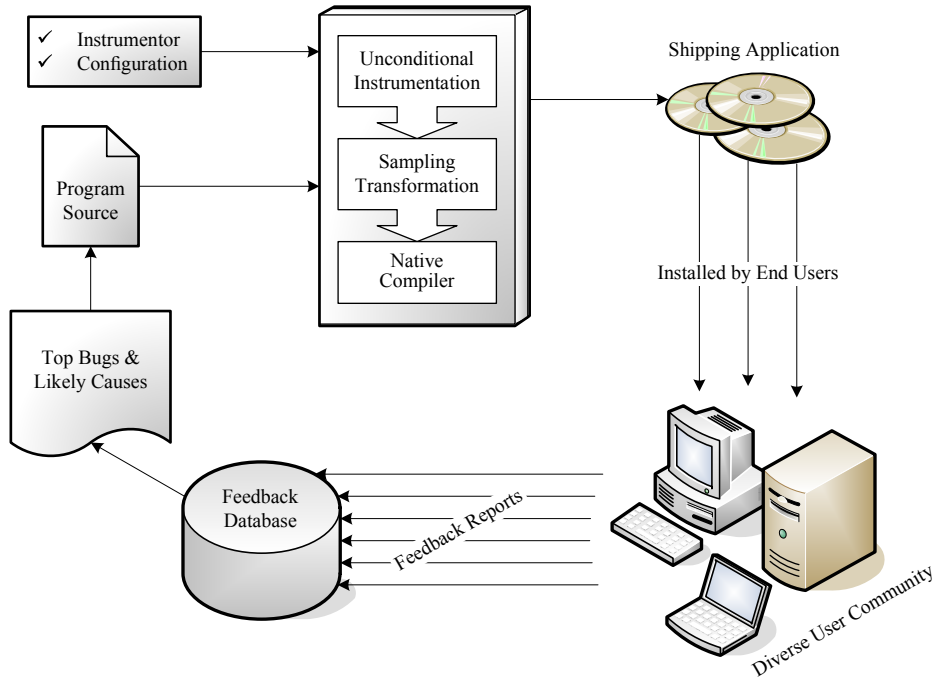 ✓ Instrumentor
✓ Configuration
Unconditional
Instrumentation
Shipping Application
Program
Source
Sampling
Transformation
Native
Compiler
Installed by End Users
Top Bugs &
Likely Causes
Feedback
Database
Feedback Reports
Diverse User Community